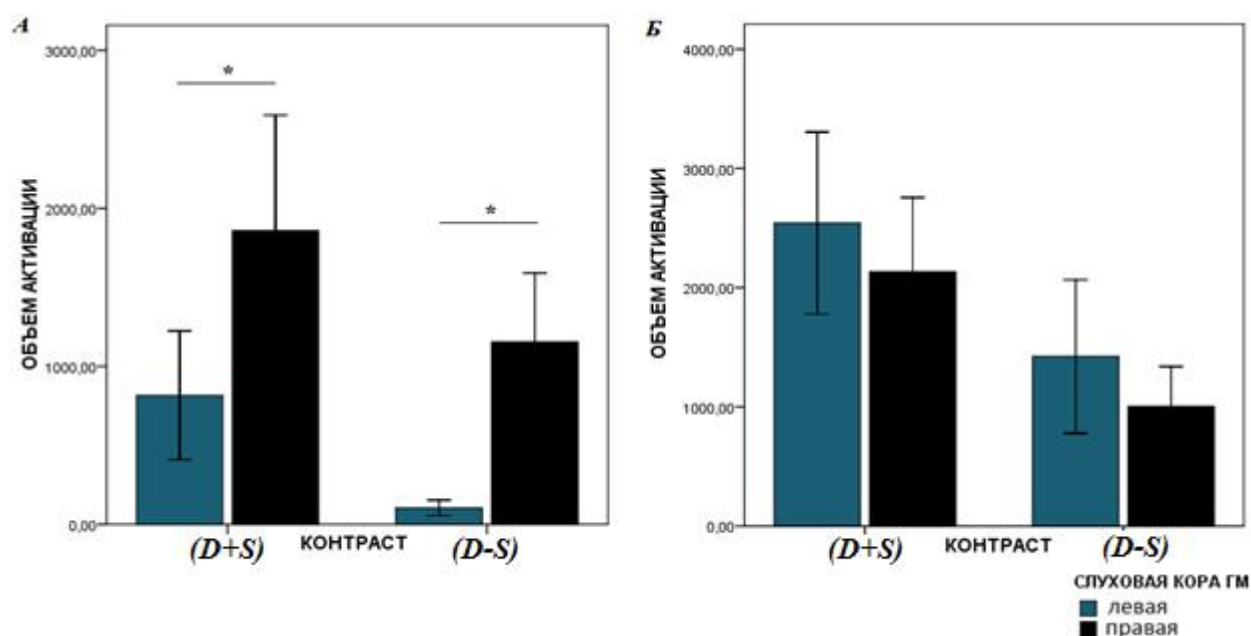 А
3000,00
2000,00
1000,00
0,00
ОБЪЕМ АКТИВАЦИИ
*
*
(D+S)
КОНТРАСТ
(D-S)
Б
4000,00
3000,00
2000,00
1000,00
0,00
ОБЪЕМ АКТИВАЦИИ
(D+S)
КОНТРАСТ
(D-S)
СЛУХОВАЯ КОРА ГМ
левая
правая